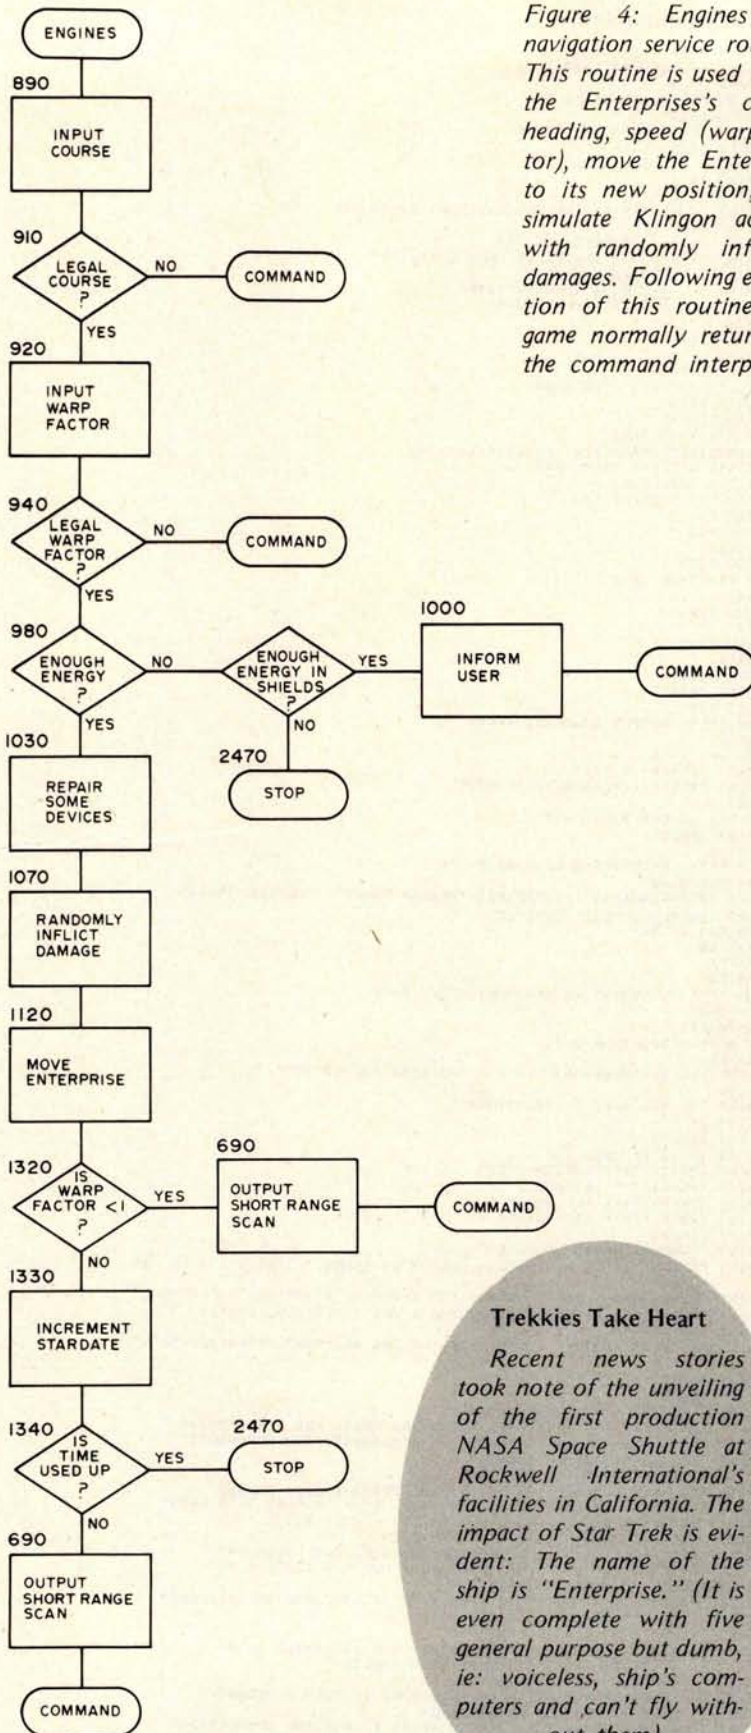 ENGINES
890
INPUT
COURSE
910
LEGAL
COURSE
?
NO
COMMAND
YES
920
INPUT
WARP
FACTOR
940
LEGAL
WARP
FACTOR
?
NO
COMMAND
YES
980
ENOUGH
ENERGY
?
NO
ENOUGH
ENERGY IN
SHIELDS
?
YES
1000
INFORM
USER
COMMAND
NO
2470
STOP
YES
1030
REPAIR
SOME
DEVICES
1070
RANDOMLY
INFLICT
DAMAGE
1120
MOVE
ENTERPRISE
1320
IS
WARP
FACTOR <1
?
YES
690
OUTPUT
SHORT RANGE
SCAN
COMMAND
NO
1330
INCREMENT
STARDATE
1340
IS
TIME
USED UP
?
YES
2470
STOP
NO
690
OUTPUT
SHORT RANGE
SCAN
COMMAND
Figure 4: Engines
navigation service
This routine is used
the Enterprises's
heading, speed (warp
tor), move the
to its new position,
simulate Klingon
with randomly
damages. Following
tion of this routine
game normally
the command
Trekkies Take Heart
Recent news stories
took note of the unveiling
of the first production
NASA Space Shuttle at
Rockwell International's
facilities in California. The
impact of Star Trek is evi-
dent: The name of the
ship is "Enterprise." (It is
even complete with five
general purpose but dumb,
ie: voiceless, ship's com-
puters and can't fly with-
out them)